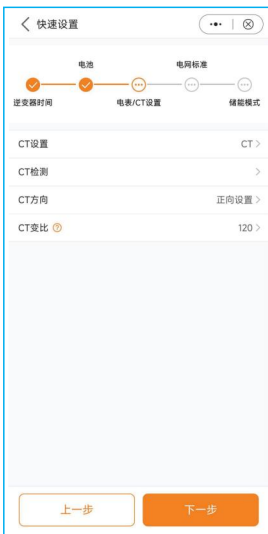 快速设置
电池 电网标准
逆变器时间 电表/CT设置 储能模式
CT设置 CT >
CT检测 >
CT方向 正向设置 >
CT变比 ? 120 >
上一步 下一步